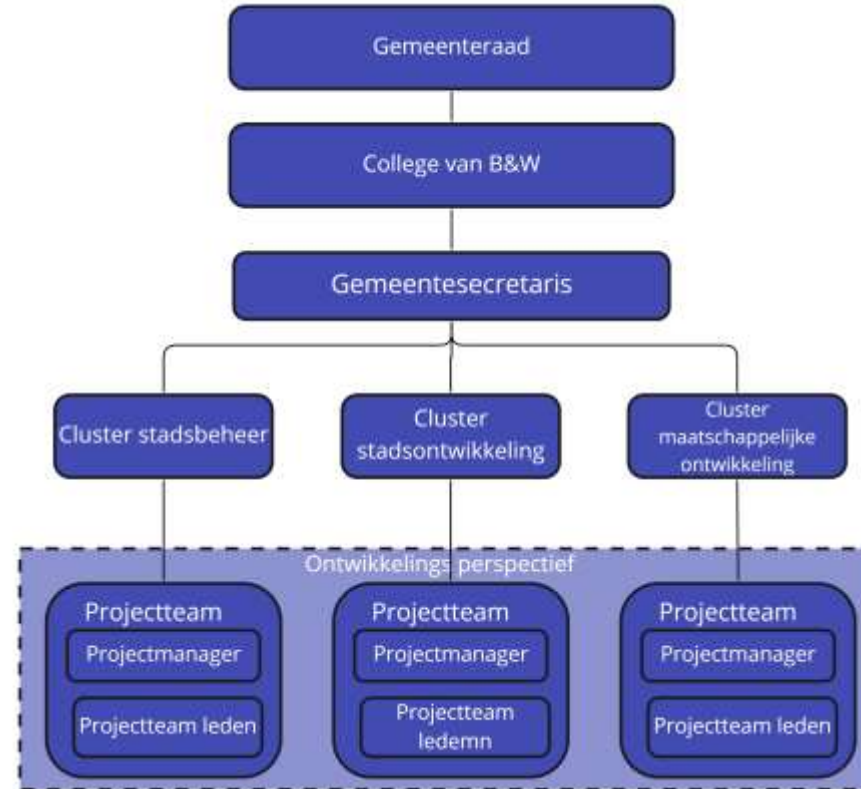 Gemeenteraad
College van B&W
Gemeentesecretaris
Cluster stadsbeheer
Cluster
stadsontwikkeling
Cluster
maatschappelijke
ontwikkeling
Ontwikkelings perspectief
Projectteam
Projectmanager
Projectteam leden
Projectteam
Projectmanager
Projectteam
ledemn
Projectteam
Projectmanager
Projectteam leden